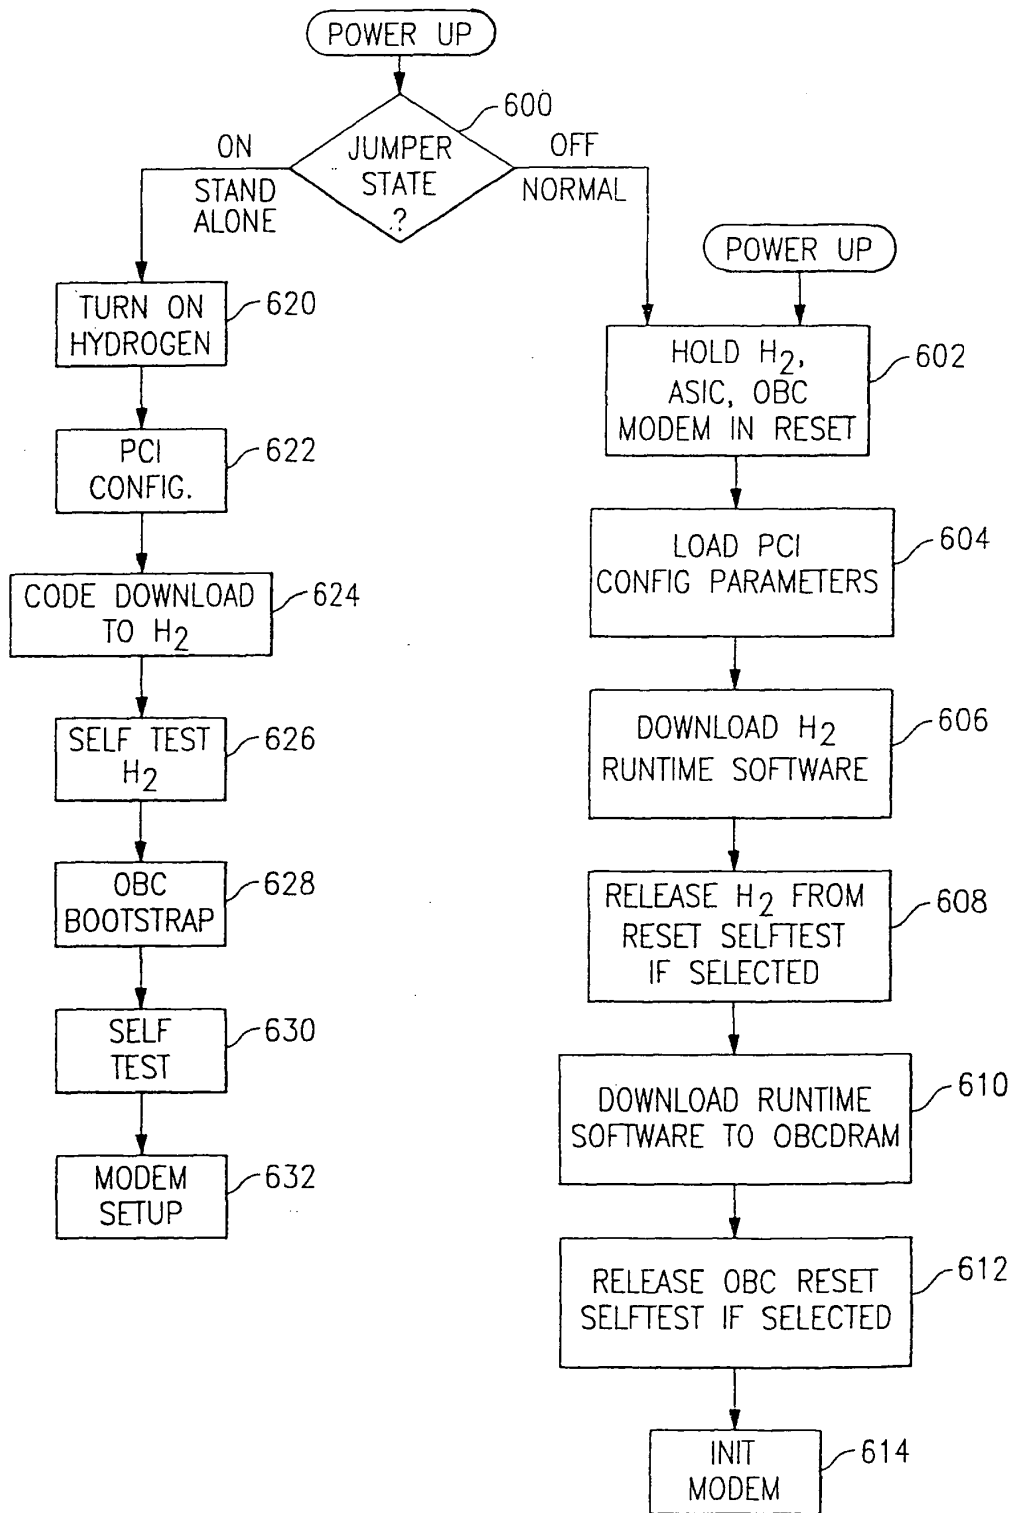 POWER UP
600
JUMPER
STATE
?
ON
STAND
ALONE
OFF
NORMAL
TURN ON
HYDROGEN
620
PCI
CONFIG.
622
CODE DOWNLOAD
TO H2
624
SELF TEST
H2
626
OBC
BOOTSTRAP
628
SELF
TEST
630
MODEM
SETUP
632
POWER UP
HOLD H2,
ASIC, OBC
MODEM IN RESET
602
LOAD PCI
CONFIG PARAMETERS
604
DOWNLOAD H2
RUNTIME SOFTWARE
606
RELEASE H2 FROM
RESET SELFTEST
IF SELECTED
608
DOWNLOAD RUNTIME
SOFTWARE TO OBCDRAM
610
RELEASE OBC RESET
SELFTEST IF SELECTED
612
INIT
MODEM
614